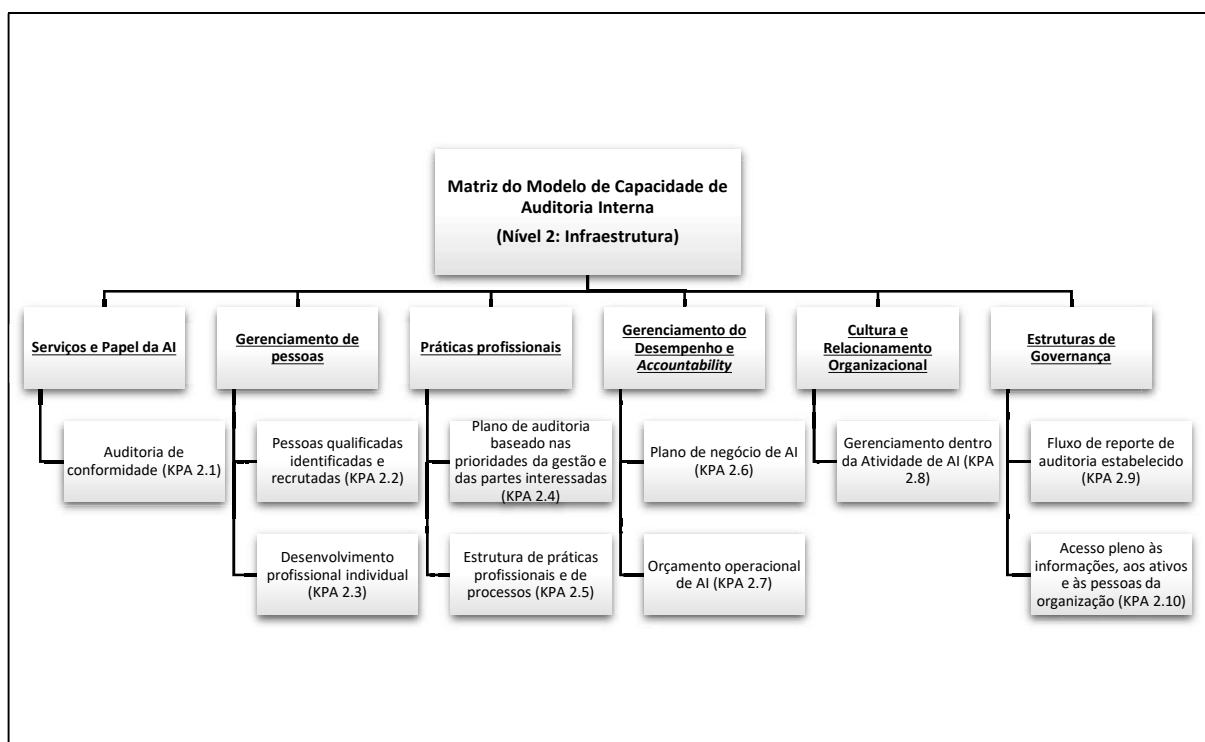 Matriz do Modelo de Capacidade de
Auditoria Interna
(Nível 2: Infraestrutura)
Serviços e Papel da AI
Auditoria de
conformidade (KPA 2.1)
Gerenciamento de
pessoas
Pessoas qualificadas
identificadas e
recrutadas (KPA 2.2)
Desenvolvimento
profissional individual
(KPA 2.3)
Práticas profissionais
Plano de auditoria
baseado nas
prioridades da gestão e
das partes interessadas
(KPA 2.4)
Estrutura de práticas
profissionais e de
processos (KPA 2.5)
Gerenciamento do
Desempenho e
Accountability
Plano de negócio de AI
(KPA 2.6)
Orçamento operacional
de AI (KPA 2.7)
Cultura e
Relacionamento
Organizacional
Gerenciamento dentro
da Atividade de AI (KPA
2.8)
Estruturas de
Governança
Fluxo de reporte de
auditoria estabelecido
(KPA 2.9)
Acesso pleno às
informações, aos ativos
e às pessoas da
organização (KPA 2.10)